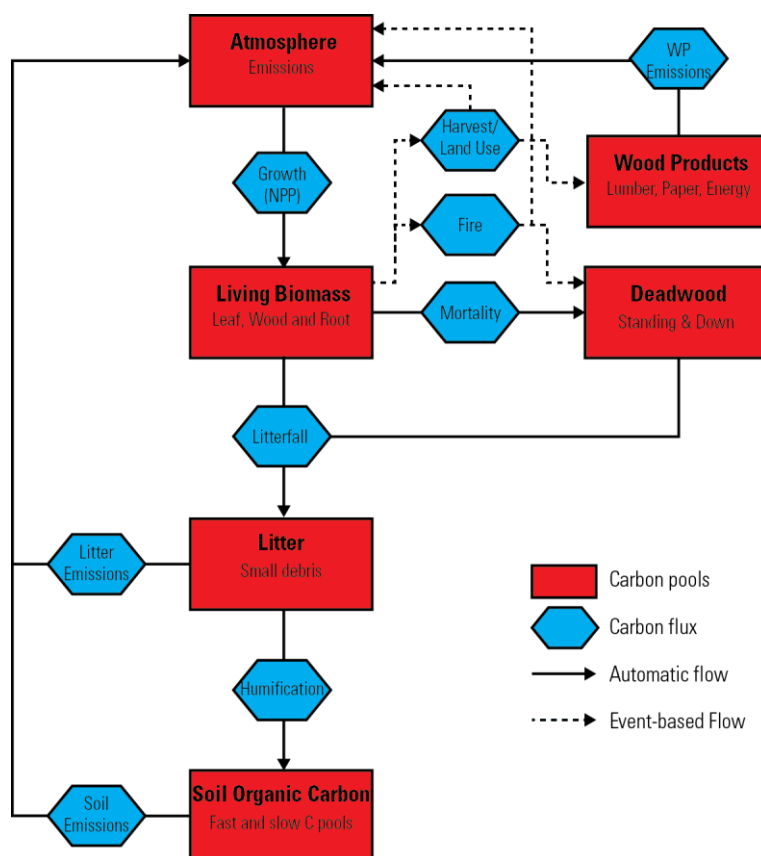 Atmosphere
Emissions
WP
Emissions
Harvest/
Land Use
Wood Products
Lumber, Paper, Energy
Growth
(NPP)
Fire
Living Biomass
Leaf, Wood and Root
Mortality
Deadwood
Standing & Down
Litterfall
Litter
Small debris
Litter
Emissions
Carbon pools
Carbon flux
Automatic flow
Event-based Flow
Humification
Soil Organic Carbon
Fast and slow C pools
Soil
Emissions